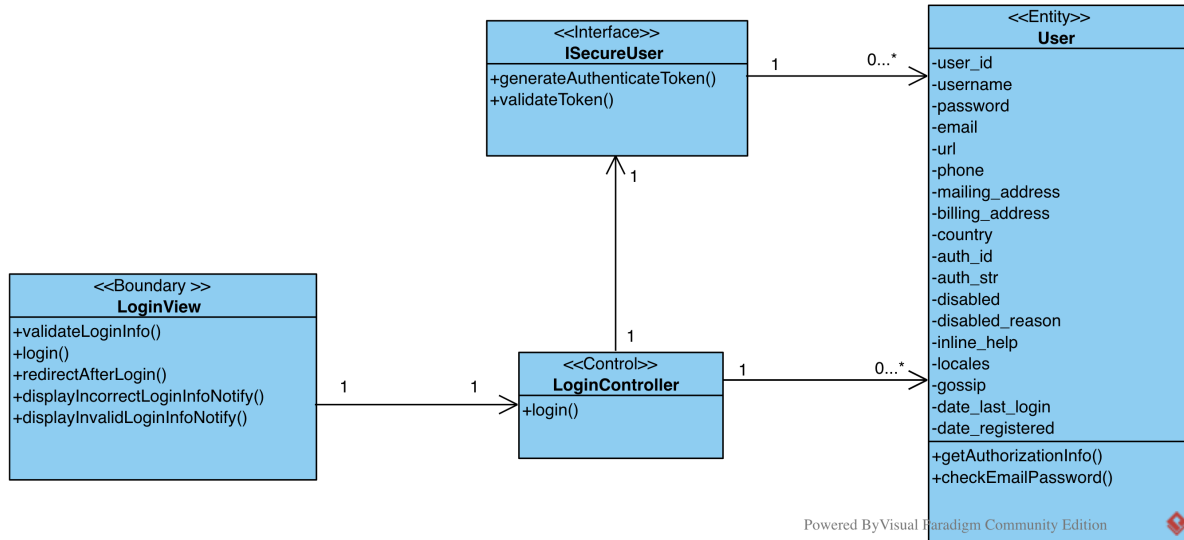 <<Interface>>
ISecureUser
+generateAuthenticateToken()
+validateToken()
1
0...*
<<Entity>>
User
-user_id
-username
-password
-email
-url
-phone
-mailing_address
-billing_address
-country
-auth_id
-auth_str
-disabled
-disabled_reason
-inline_help
-locales
-gossip
-date_last_login
-date_registered
+getAuthorizationInfo()
+checkEmailPassword()
1
1
<<Boundary >>
LoginView
+validateLoginInfo()
+login()
+redirectAfterLogin()
+displayIncorrectLoginInfoNotify()
+displayInvalidLoginInfoNotify()
1
1
<<Control>>
LoginController
+login()
1
0...*
Powered ByVisual Paradigm Community Edition